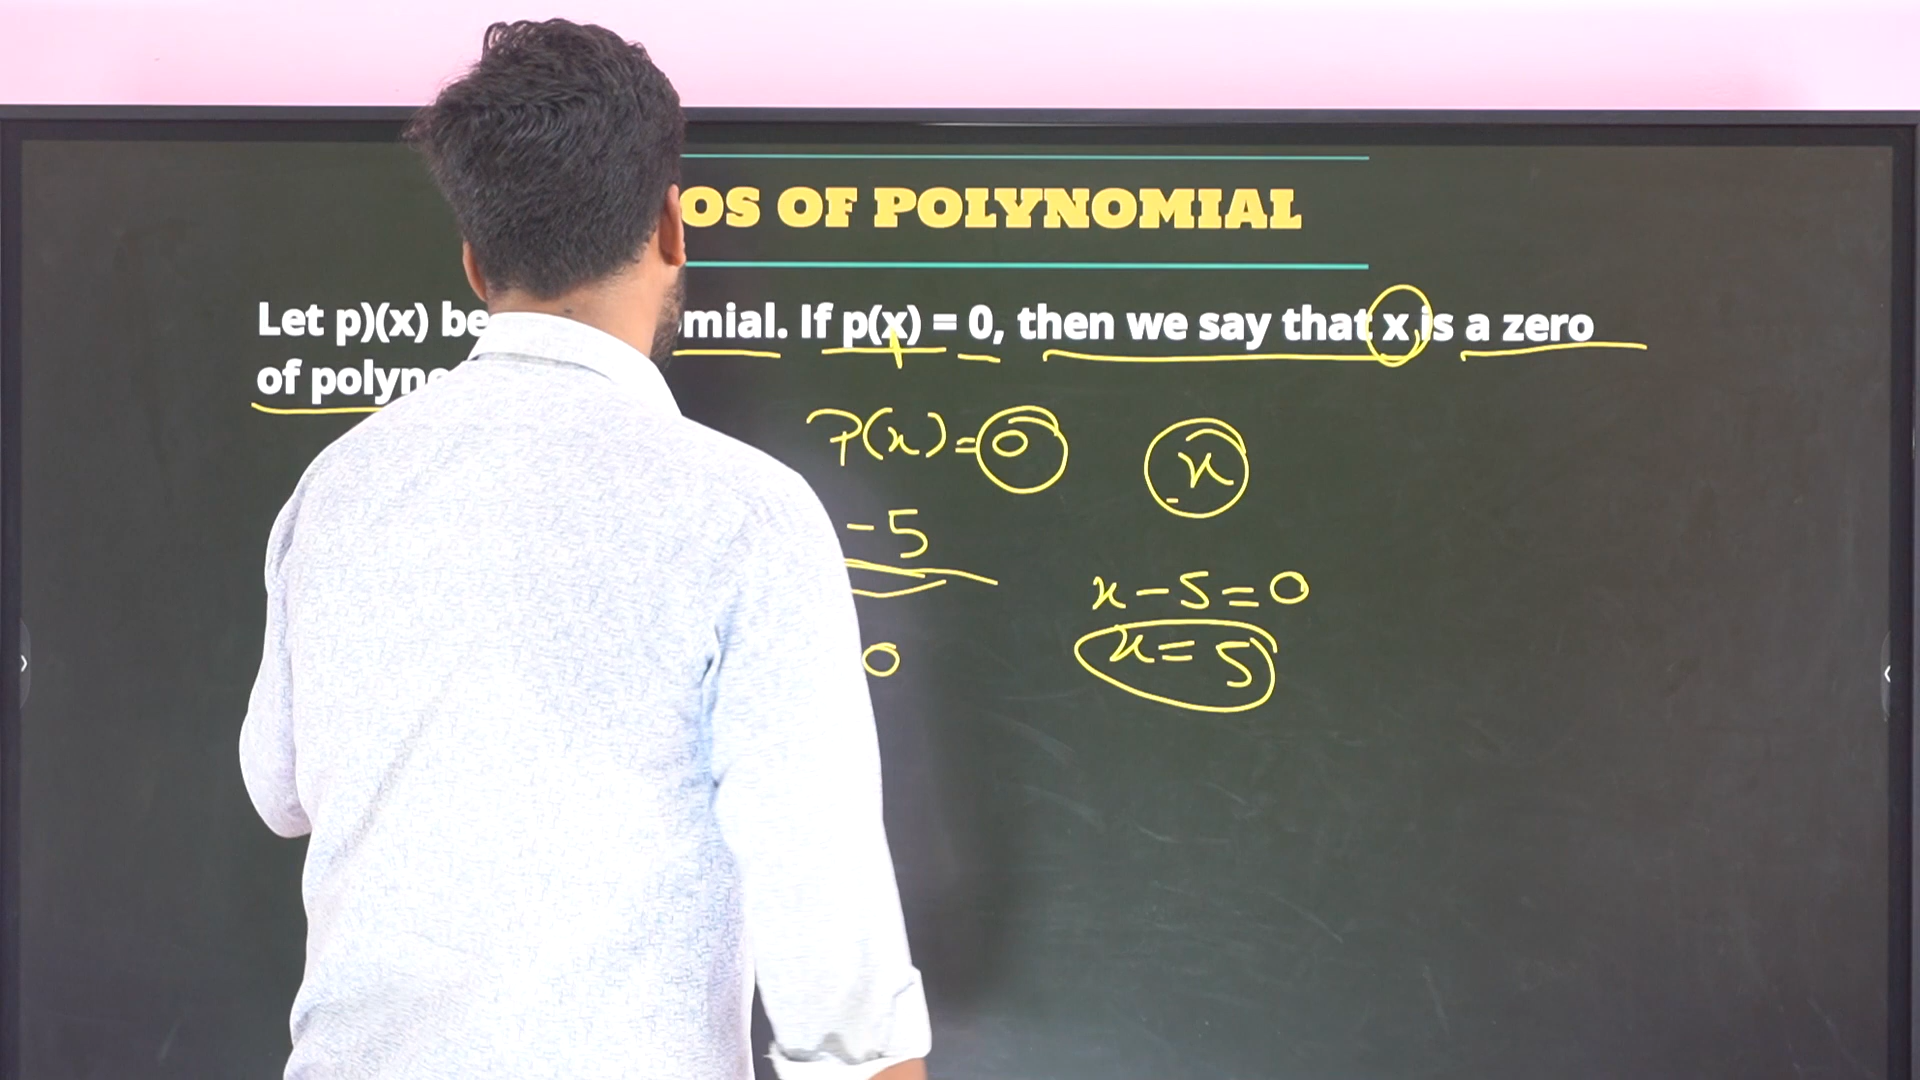 OS OF POLYNOMIAL
Let p)(x) be mial. If p(x) = 0, then we say that x is a zero
of polyn
P(x) = 0 x
- 5
x - 5 = 0
0 x = 5